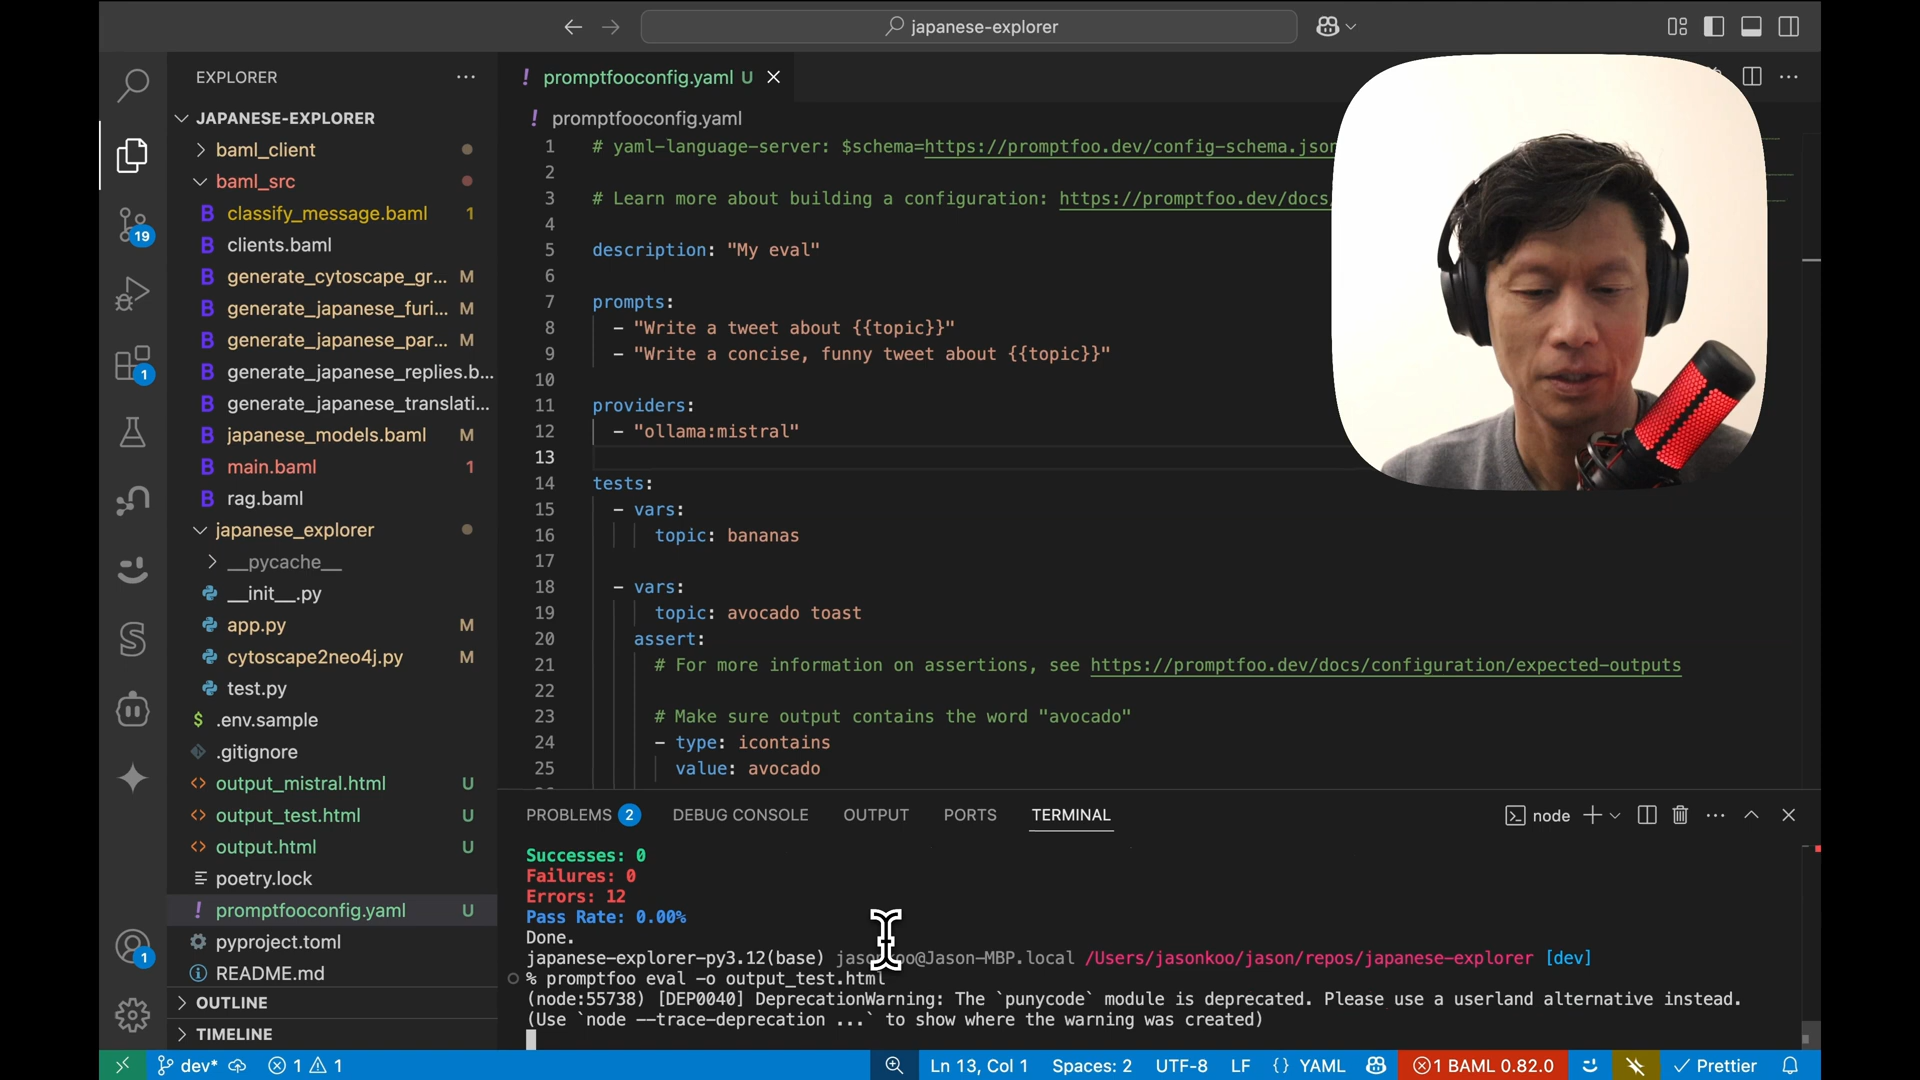 japanese-explorer
EXPLORER
JAPANESE-EXPLORER
baml_client
baml_src
classify_message.baml 1
clients.baml
generate_cytoscape_gr... M
generate_japanese_furi... M
generate_japanese_par... M
generate_japanese_replies.b...
generate_japanese_translati...
japanese_models.baml M
main.baml 1
rag.baml
japanese_explorer
__pycache__
__init__.py
app.py M
cytoscape2neo4j.py M
test.py
.env.sample
.gitignore
output_mistral.html U
output_test.html U
output.html U
poetry.lock
promptfooconfig.yaml U
pyproject.toml
README.md
OUTLINE
TIMELINE
19
1
1
! promptfooconfig.yaml U
! promptfooconfig.yaml
1 # yaml-language-server: $schema=https://promptfoo.dev/config-schema.json
2
3 # Learn more about building a configuration: https://promptfoo.dev/docs/
4
5 description: "My eval"
6
7 prompts:
8 - "Write a tweet about {{topic}}"
9 - "Write a concise, funny tweet about {{topic}}"
10
11 providers:
12 - "ollama:mistral"
13
14 tests:
15 - vars:
16 topic: bananas
17
18 - vars:
19 topic: avocado toast
20 assert:
21 # For more information on assertions, see https://promptfoo.dev/docs/configuration/expected-outputs
22
23 # Make sure output contains the word "avocado"
24 - type: icontains
25 value: avocado
PROBLEMS 2 DEBUG CONSOLE OUTPUT PORTS TERMINAL node
Successes: 0
Failures: 0
Errors: 12
Pass Rate: 0.00%
Done.
japanese-explorer-py3.12(base) jasonkoo@Jason-MBP.local /Users/jasonkoo/jason/repos/japanese-explorer [dev]
% promptfoo eval -o output_test.html
(node:55738) [DEP0040] DeprecationWarning: The `punycode` module is deprecated. Please use a userland alternative instead.
(Use `node --trace-deprecation ...` to show where the warning was created)
dev* 1 1 Ln 13, Col 1 Spaces: 2 UTF-8 LF {} YAML 1 BAML 0.82.0 Prettier